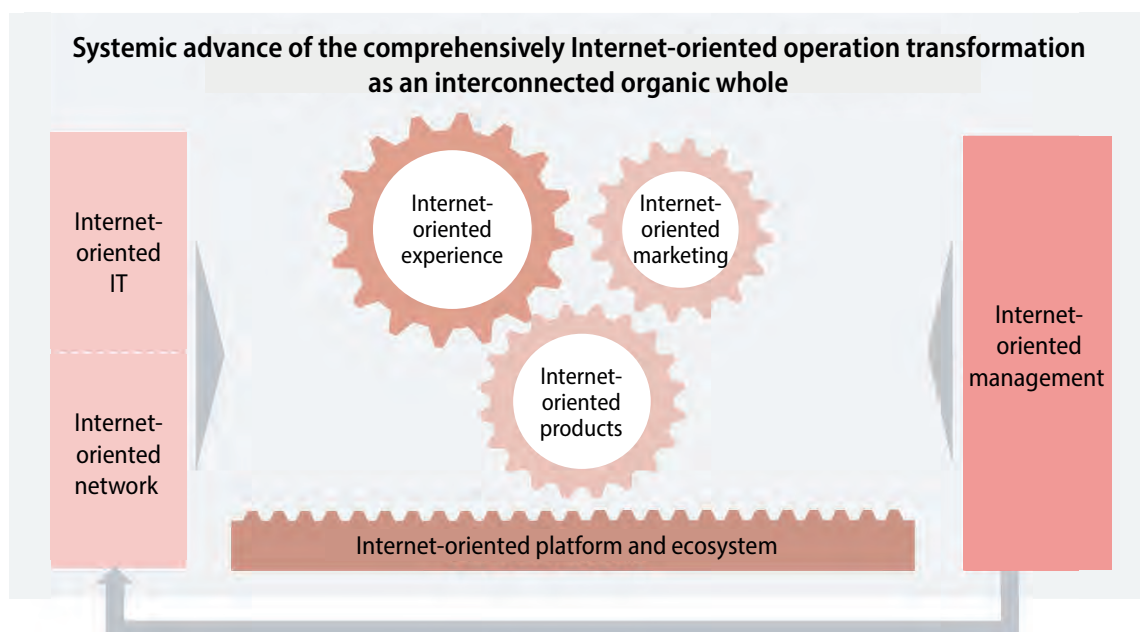 Systemic advance of the comprehensively Internet-oriented operation transformation
as an interconnected organic whole
Internet-
oriented
IT
Internet-
oriented
network
Internet-
oriented
experience
Internet-
oriented
marketing
Internet-
oriented
products
Internet-oriented platform and ecosystem
Internet-
oriented
management